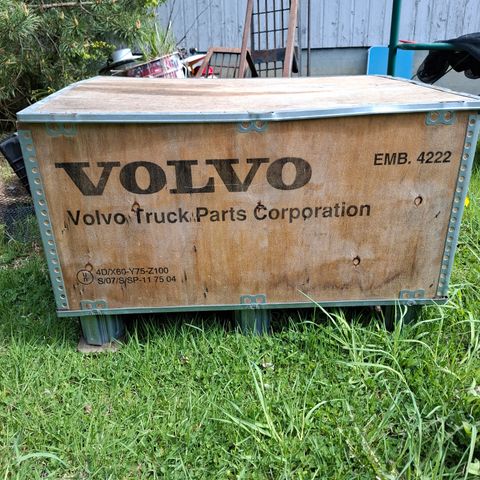 VOLVO
EMB. 4222
Volvo Truck Parts Corporation
4D/X60-Y75-Z100
S/07/S/SP-11 75 04